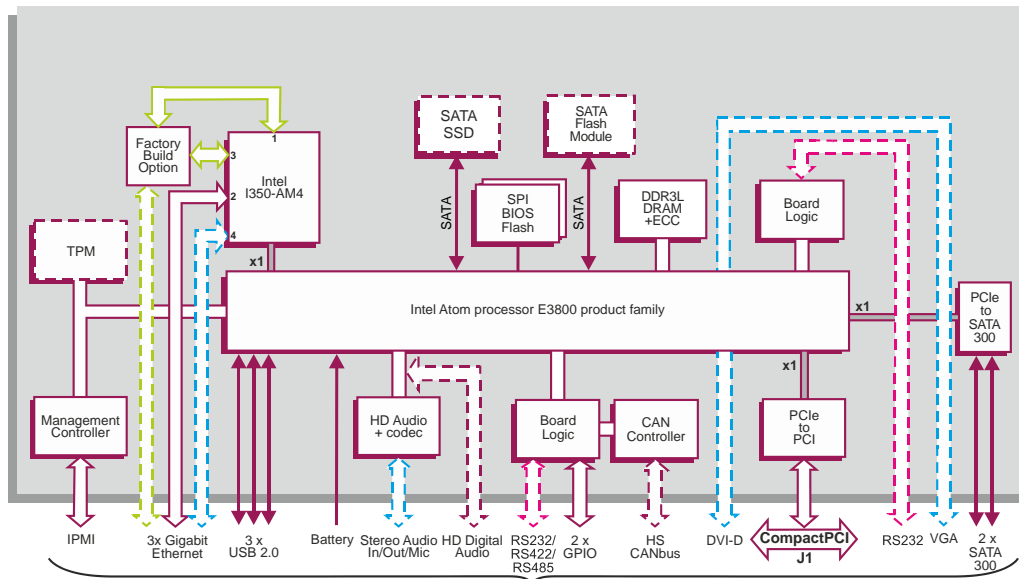 SATA
SSD
SATA
Flash
Module
Factory
Build
Option
1
3
2
4
Intel
I350-AM4
SATA
SPI
BIOS
Flash
SATA
DDR3L
DRAM
+ECC
Board
Logic
TPM
x1
Intel Atom processor E3800 product family
x1
PCIe
to
SATA
300
x1
Management
Controller
HD Audio
+ codec
Board
Logic
CAN
Controller
PCIe
to
PCI
IPMI
3x Gigabit
Ethernet
3 x
USB 2.0
Battery
Stereo Audio
In/Out/Mic
HD Digital
Audio
RS232/
RS422/
RS485
2 x
GPIO
HS
CANbus
DVI-D
CompactPCI
J1
RS232
VGA
2 x
SATA
300